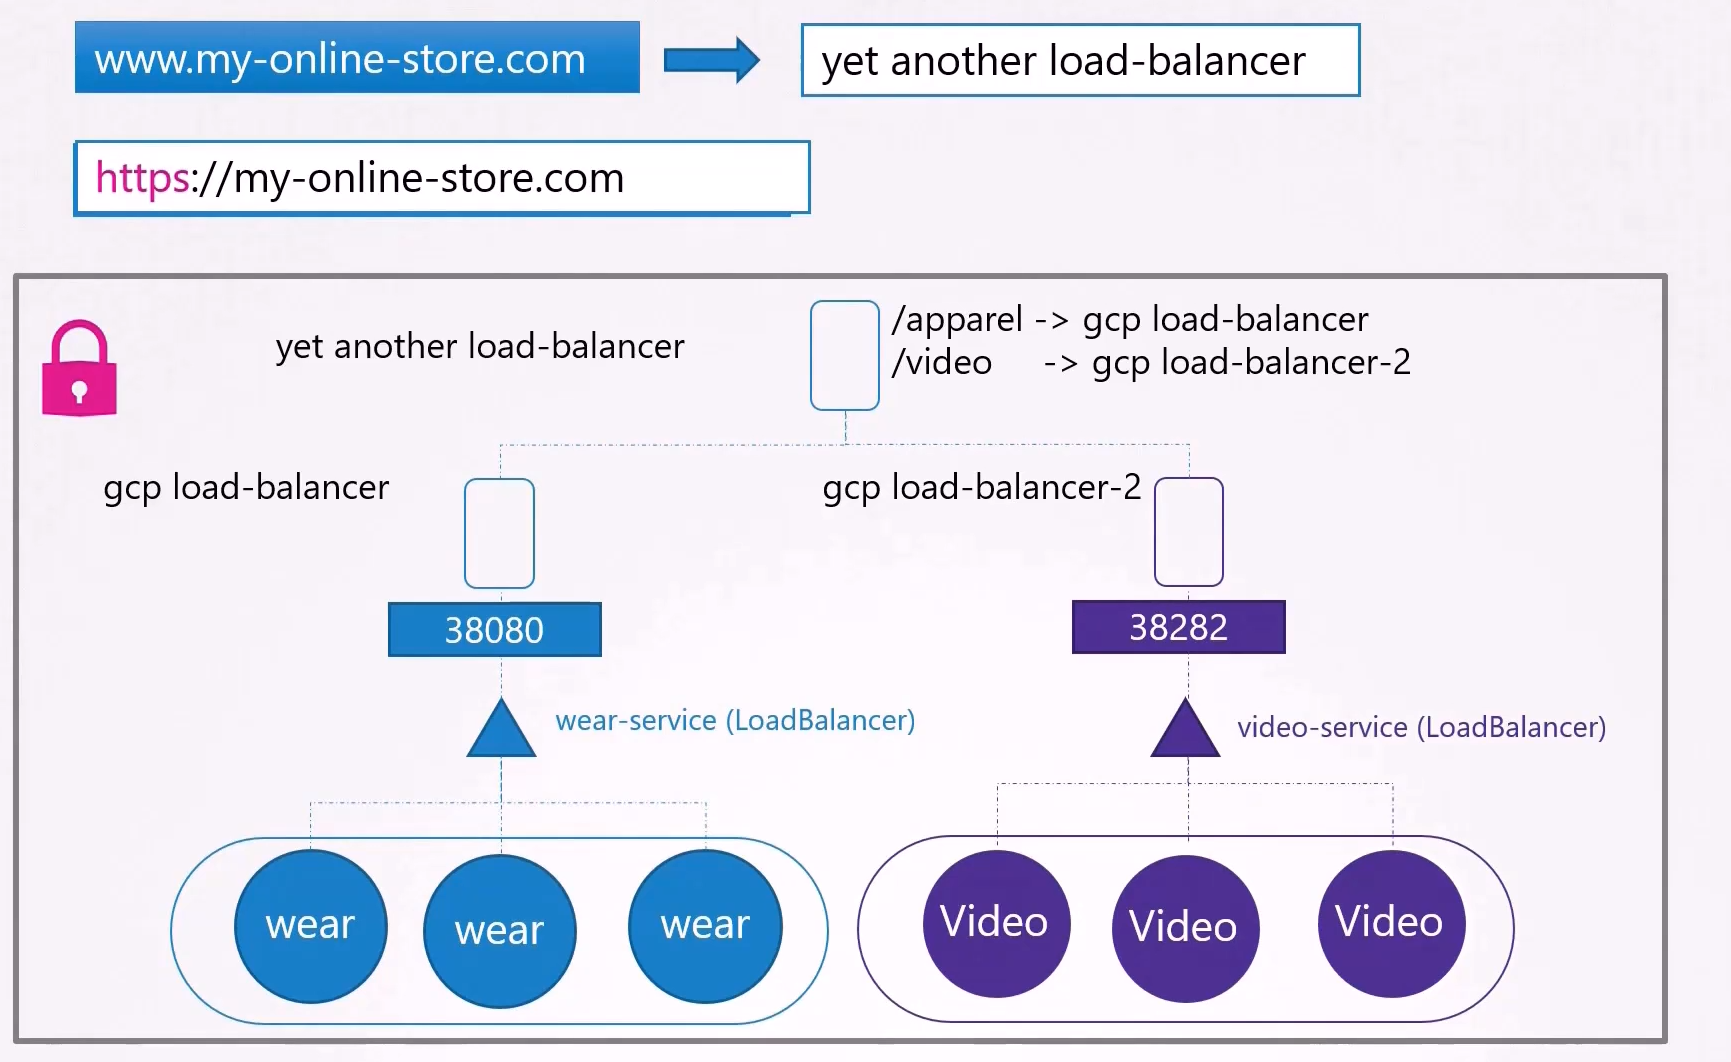 www.my-online-store.com
yet another load-balancer
https://my-online-store.com
yet another load-balancer
/apparel -> gcp load-balancer
/video -> gcp load-balancer-2
gcp load-balancer
gcp load-balancer-2
38080
38282
wear-service (LoadBalancer)
video-service (LoadBalancer)
wear
wear
wear
Video
Video
Video